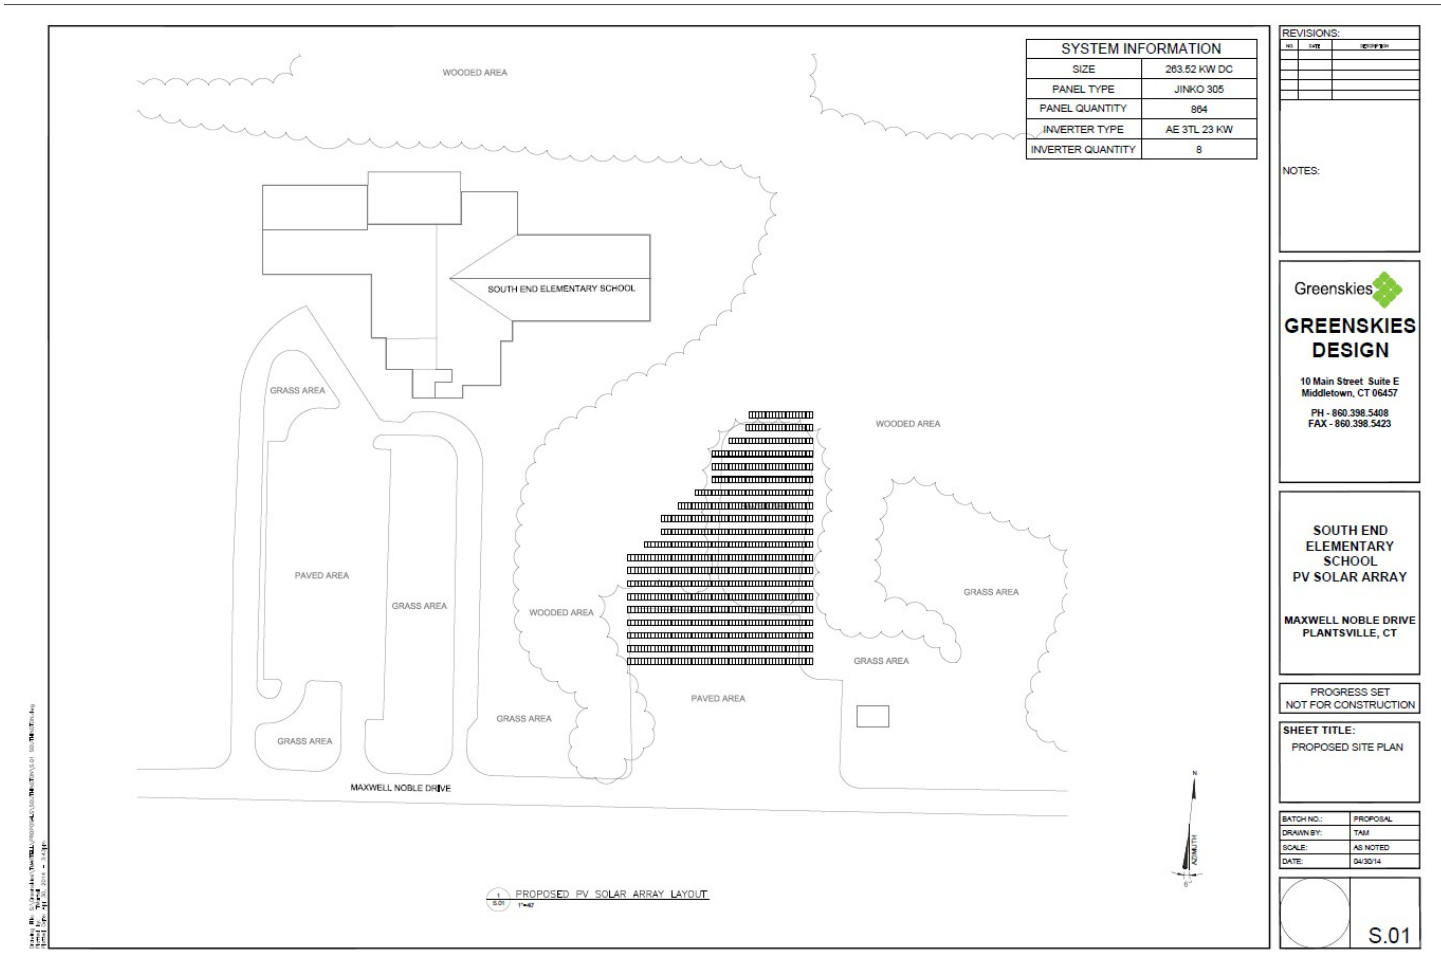 WOODED AREA
SYSTEM INFORMATION
SIZE 263.52 KW DC
PANEL TYPE JINKO 305
PANEL QUANTITY 864
INVERTER TYPE AE 3TL 23 KW
INVERTER QUANTITY 8
SOUTH END ELEMENTARY SCHOOL
GRASS AREA
WOODED AREA
PAVED AREA
GRASS AREA
WOODED AREA
GRASS AREA
GRASS AREA
PAVED AREA
GRASS AREA
GRASS AREA
MAXWELL NOBLE DRIVE
N
AZIMUTH
6°
1
S.01
PROPOSED PV SOLAR ARRAY LAYOUT
REVISIONS:
NO. DATE DESCRIPTION
NOTES:
Greenskies
GREENSKIES
DESIGN
10 Main Street Suite E
Middletown, CT 06457
PH - 860.398.5408
FAX - 860.398.5423
SOUTH END
ELEMENTARY
SCHOOL
PV SOLAR ARRAY
MAXWELL NOBLE DRIVE
PLANTSVILLE, CT
PROGRESS SET
NOT FOR CONSTRUCTION
SHEET TITLE:
PROPOSED SITE PLAN
BATCH NO.: PROPOSAL
DRAWN BY: TAM
SCALE: AS NOTED
DATE: 04/30/14
S.01